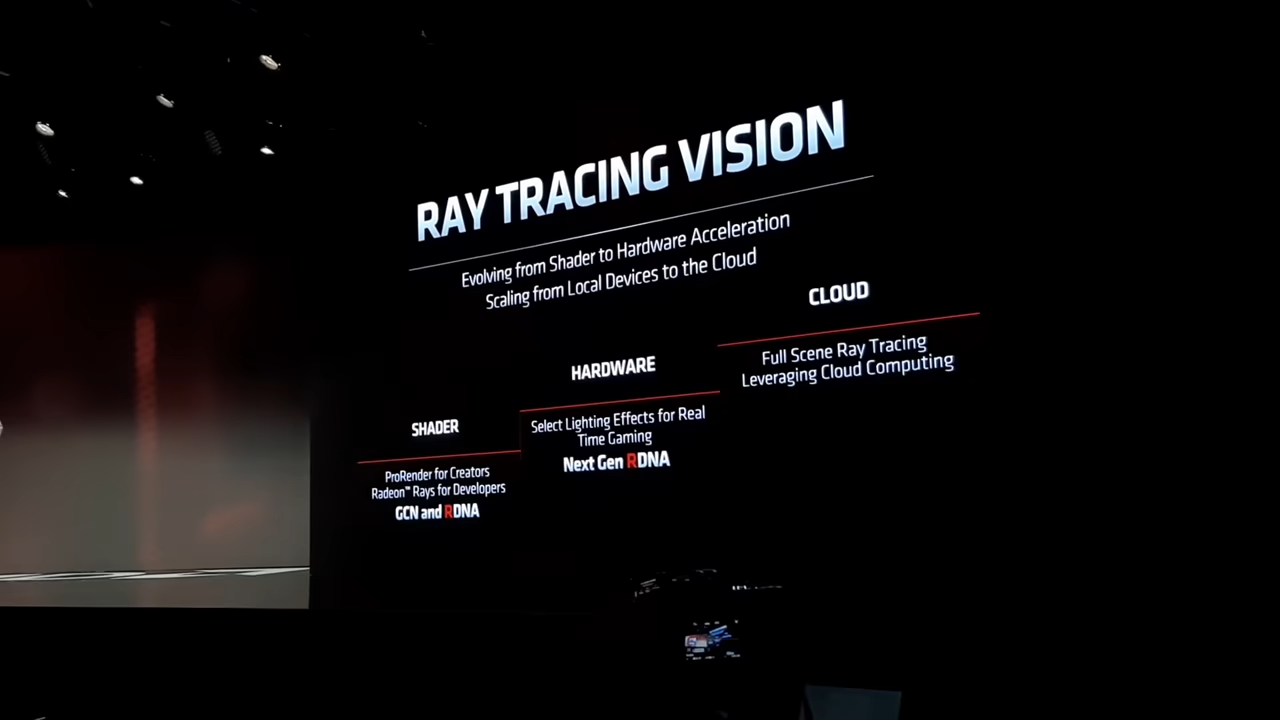 RAY TRACING VISION
Evolving from Shader to Hardware Acceleration
Scaling from Local Devices to the Cloud
SHADER
ProRender for Creators
Radeon™ Rays for Developers
GCN and RDNA
HARDWARE
Select Lighting Effects for Real
Time Gaming
Next Gen RDNA
CLOUD
Full Scene Ray Tracing
Leveraging Cloud Computing